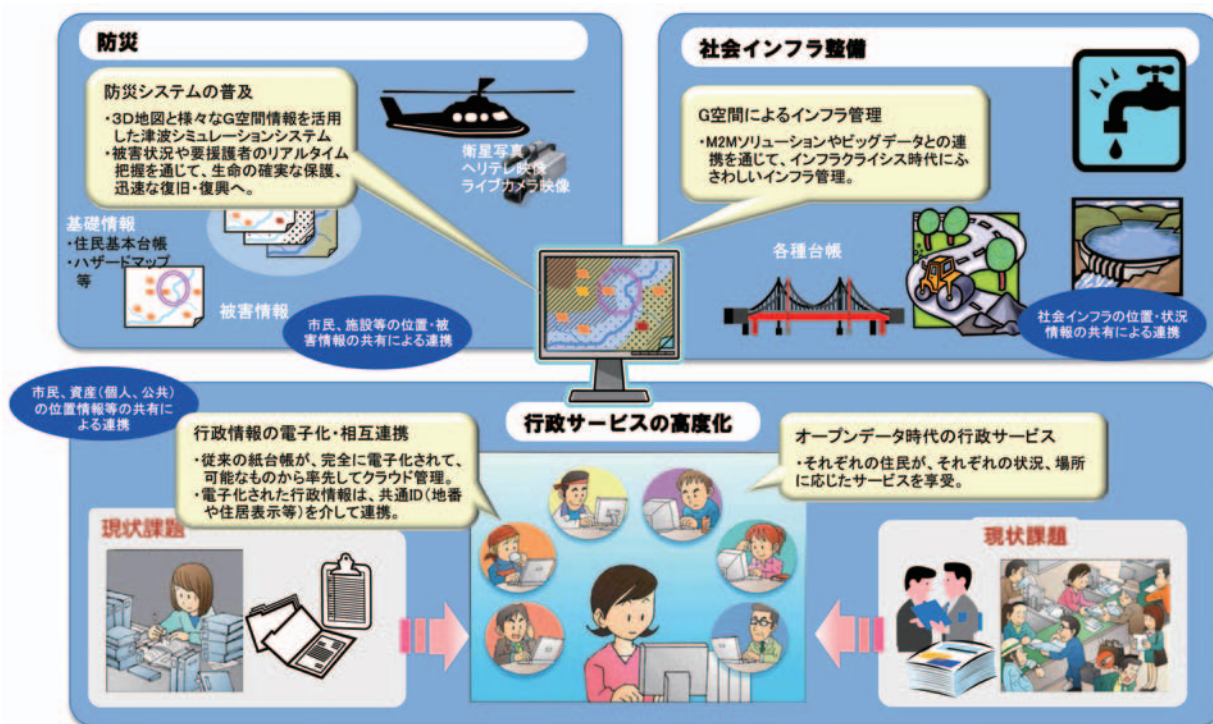 防災
防災システムの普及
・3D地図と様々なG空間情報を活用
した津波シミュレーションシステム
・被害状況や要援護者のリアルタイム
把握を通じて、生命の確実な保護、
迅速な復旧・復興へ。
衛星写真
ヘリテレ映像
ライブカメラ映像
基礎情報
・住民基本台帳
・ハザードマップ
等
被害情報
市民、施設等の位置・被
害情報の共有による連携
社会インフラ整備
G空間によるインフラ管理
・M2Mソリューションやビッグデータとの連
携を通じて、インフラクライシス時代にふ
さわしいインフラ管理。
各種台帳
社会インフラの位置・状況
情報の共有による連携
市民、資産(個人、公共)
の位置情報等の共有に
よる連携
行政サービスの高度化
行政情報の電子化・相互連携
・従来の紙台帳が、完全に電子化されて、
可能なものから率先してクラウド管理。
・電子化された行政情報は、共通ID(地番
や住居表示等)を介して連携。
オープンデータ時代の行政サービス
・それぞれの住民が、それぞれの状況、場所
に応じたサービスを享受。
現状課題
現状課題